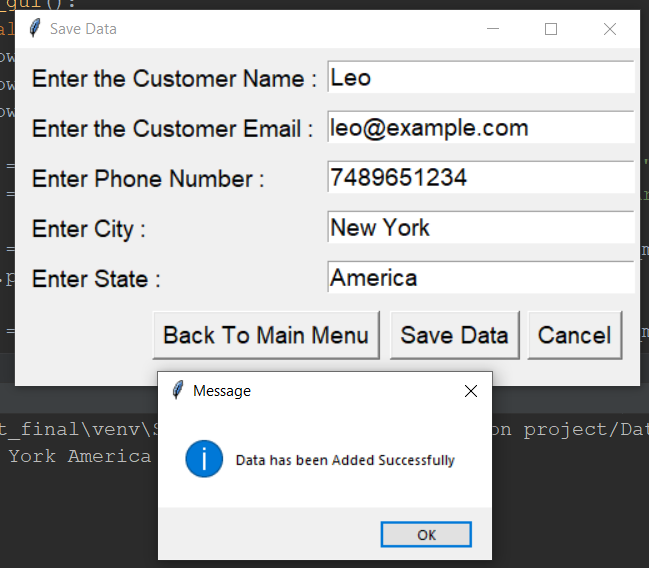 _gui():
Save Data
Enter the Customer Name : Leo
Enter the Customer Email : leo@example.com
Enter Phone Number : 7489651234
Enter City : New York
Enter State : America
Back To Main Menu Save Data Cancel
Message
t_final\venv\S on project/Dat
York America
Data has been Added Successfully
OK